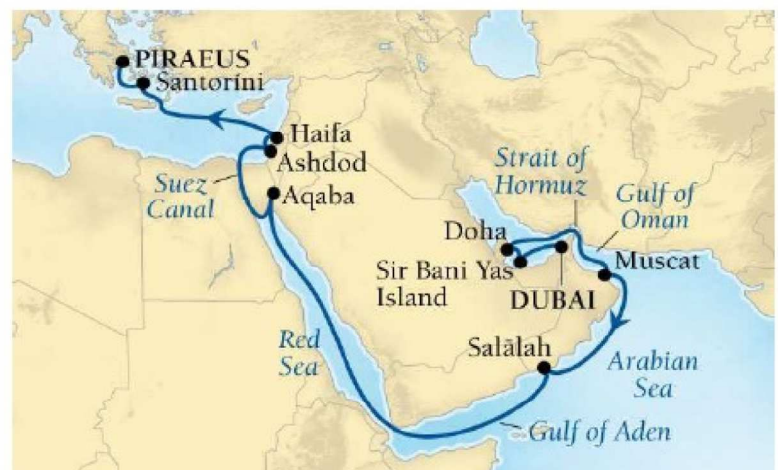 PIRAEUS
Santoríni
Haifa
Ashdod
Suez
Canal
Aqaba
Strait of
Hormuz
Gulf of
Oman
Doha
Muscat
Sir Bani Yas
Island
DUBAI
Red
Sea
Salālah
Arabian
Sea
Gulf of Aden